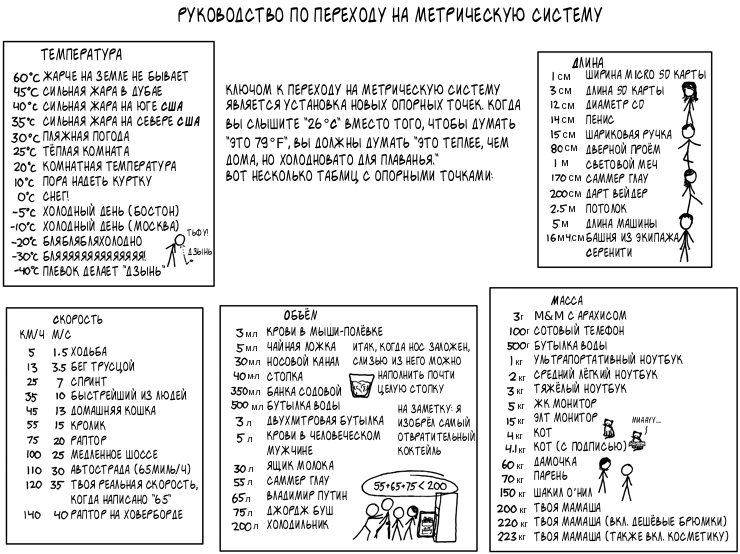 РУКОВОДСТВО ПО ПЕРЕХОДУ НА МЕТРИЧЕСКУЮ СИСТЕМУ
ТЕМПЕРАТУРА
60°C ЖАРЧЕ НА ЗЕМЛЕ НЕ БЫВАЕТ
45°C СИЛЬНАЯ ЖАРА В ДУБАЕ
40°C СИЛЬНАЯ ЖАРА НА ЮГЕ США
35°C СИЛЬНАЯ ЖАРА НА СЕВЕРЕ США
30°C ПЛЯЖНАЯ ПОГОДА
25°C ТЁПЛАЯ КОМНАТА
20°C КОМНАТНАЯ ТЕМПЕРАТУРА
10°C ПОРА НАДЕТЬ КУРТКУ
0°C СНЕГ!
-5°C ХОЛОДНЫЙ ДЕНЬ (БОСТОН)
-10°C ХОЛОДНЫЙ ДЕНЬ (МОСКВА)
-20°C БЛЯБЛЯБЛЯХОЛОДНО
-30°C БЛЯЯЯЯЯЯЯЯЯЯЯЯЯЯ!
-40°C ПЛЕВОК ДЕЛАЕТ "ДЗЫНЬ"
ТЬФУ!
ДЗЫНЬ
КЛЮЧОМ К ПЕРЕХОДУ НА МЕТРИЧЕСКУЮ СИСТЕМУ
ЯВЛЯЕТСЯ УСТАНОВКА НОВЫХ ОПОРНЫХ ТОЧЕК. КОГДА
ВЫ СЛЫШИТЕ "26°C" ВМЕСТО ТОГО, ЧТОБЫ ДУМАТЬ
"ЭТО 79°F", ВЫ ДОЛЖНЫ ДУМАТЬ "ЭТО ТЕПЛЕЕ, ЧЕМ
ДОМА, НО ХОЛОДНОВАТО ДЛЯ ПЛАВАНЬЯ."
ВОТ НЕСКОЛЬКО ТАБЛИЦ С ОПОРНЫМИ ТОЧКАМИ:
ДЛИНА
1 СМ ШИРИНА MICRO SD КАРТЫ
3 СМ ДЛИНА SD КАРТЫ
12 СМ ДИАМЕТР CD
14 СМ ПЕНИС
15 СМ ШАРИКОВАЯ РУЧКА
80 СМ ДВЕРНОЙ ПРОЁМ
1 М СВЕТОВОЙ МЕЧ
170 СМ САММЕР ГЛАУ
200 СМ ДАРТ ВЕЙДЕР
2.5 М ПОТОЛОК
5 М ДЛИНА МАШИНЫ
16М4СМ БАШНЯ ИЗ ЭКИПАЖА
СЕРЕНИТИ
СКОРОСТЬ
КМ/Ч М/С
5 1.5 ХОДЬБА
13 3.5 БЕГ ТРУСЦОЙ
25 7 СПРИНТ
35 10 БЫСТРЕЙШИЙ ИЗ ЛЮДЕЙ
45 13 ДОМАШНЯЯ КОШКА
55 15 КРОЛИК
75 20 РАПТОР
100 25 МЕДЛЕННОЕ ШОССЕ
110 30 АВТОСТРАДА (65МИЛЬ/Ч)
120 35 ТВОЯ РЕАЛЬНАЯ СКОРОСТЬ,
КОГДА НАПИСАНО "65"
140 40 РАПТОР НА ХОВЕРБОРДЕ
ОБЪЁМ
3 МЛ КРОВИ В МЫШИ-ПОЛЁВКЕ
5 МЛ ЧАЙНАЯ ЛОЖКА
30 МЛ НОСОВОЙ КАНАЛ
40 МЛ СТОПКА
350 МЛ БАНКА СОДОВОЙ
500 МЛ БУТЫЛКА ВОДЫ
3 Л ДВУХЛИТРОВАЯ БУТЫЛКА
5 Л КРОВИ В ЧЕЛОВЕЧЕСКОМ
МУЖЧИНЕ
30 Л ЯЩИК МОЛОКА
55 Л САММЕР ГЛАУ
65 Л ВЛАДИМИР ПУТИН
75 Л ДЖОРДЖ БУШ
200 Л ХОЛОДИЛЬНИК
ИТАК, КОГДА НОС ЗАЛОЖЕН,
СЛИЗЬЮ ИЗ НЕГО МОЖНО
НАПОЛНИТЬ ПОЧТИ
ЦЕЛУЮ СТОПКУ
НА ЗАМЕТКУ: Я
ИЗОБРЁЛ САМЫЙ
ОТВРАТИТЕЛЬНЫЙ
КОКТЕЙЛЬ
55+65+75<200
МАССА
3 Г M&M С АРАХИСОМ
100 Г СОТОВЫЙ ТЕЛЕФОН
500 Г БУТЫЛКА ВОДЫ
1 КГ УЛЬТРАПОРТАТИВНЫЙ НОУТБУК
2 КГ СРЕДНИЙ ЛЁГКИЙ НОУТБУК
3 КГ ТЯЖЁЛЫЙ НОУТБУК
5 КГ ЖК МОНИТОР
15 КГ ЭЛТ МОНИТОР
4 КГ КОТ
4.1 КГ КОТ (С ПОДПИСЬЮ)
60 КГ ДАМОЧКА
70 КГ ПАРЕНЬ
150 КГ ШАКИЛ О'НИЛ
200 КГ ТВОЯ МАМАША
220 КГ ТВОЯ МАМАША (ВКЛ. ДЕШЁВЫЕ БРЮЛИКИ)
223 КГ ТВОЯ МАМАША (ТАКЖЕ ВКЛ. КОСМЕТИКУ)